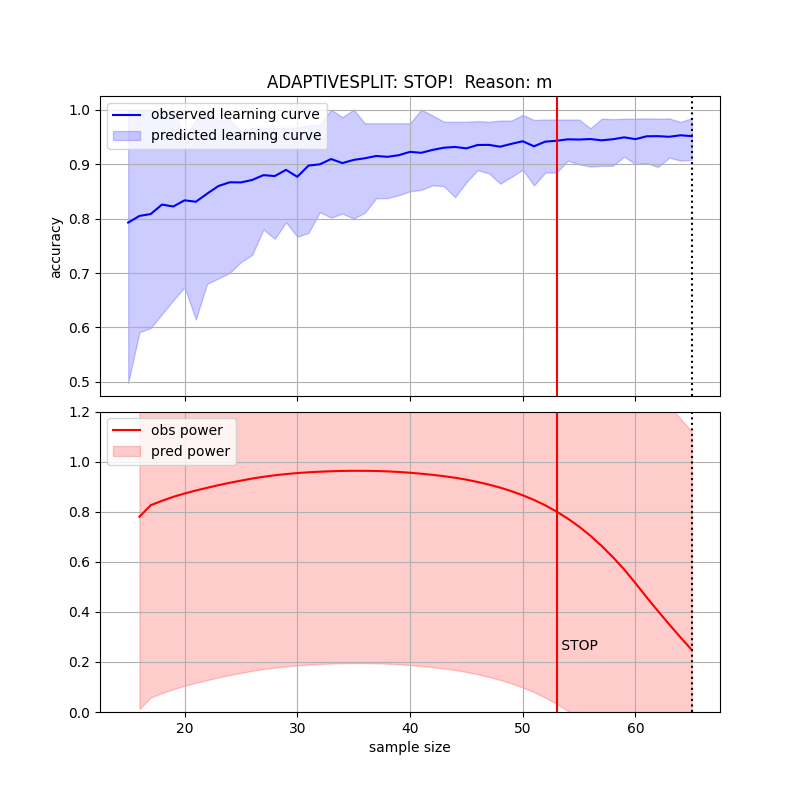 ADAPTIVESPLIT: STOP!  Reason: m
1.0
0.9
0.8
0.7
0.6
0.5
accuracy
observed learning curve
predicted learning curve
1.2
1.0
0.8
0.6
0.4
0.2
0.0
obs power
pred power
STOP
20
30
40
50
60
sample size